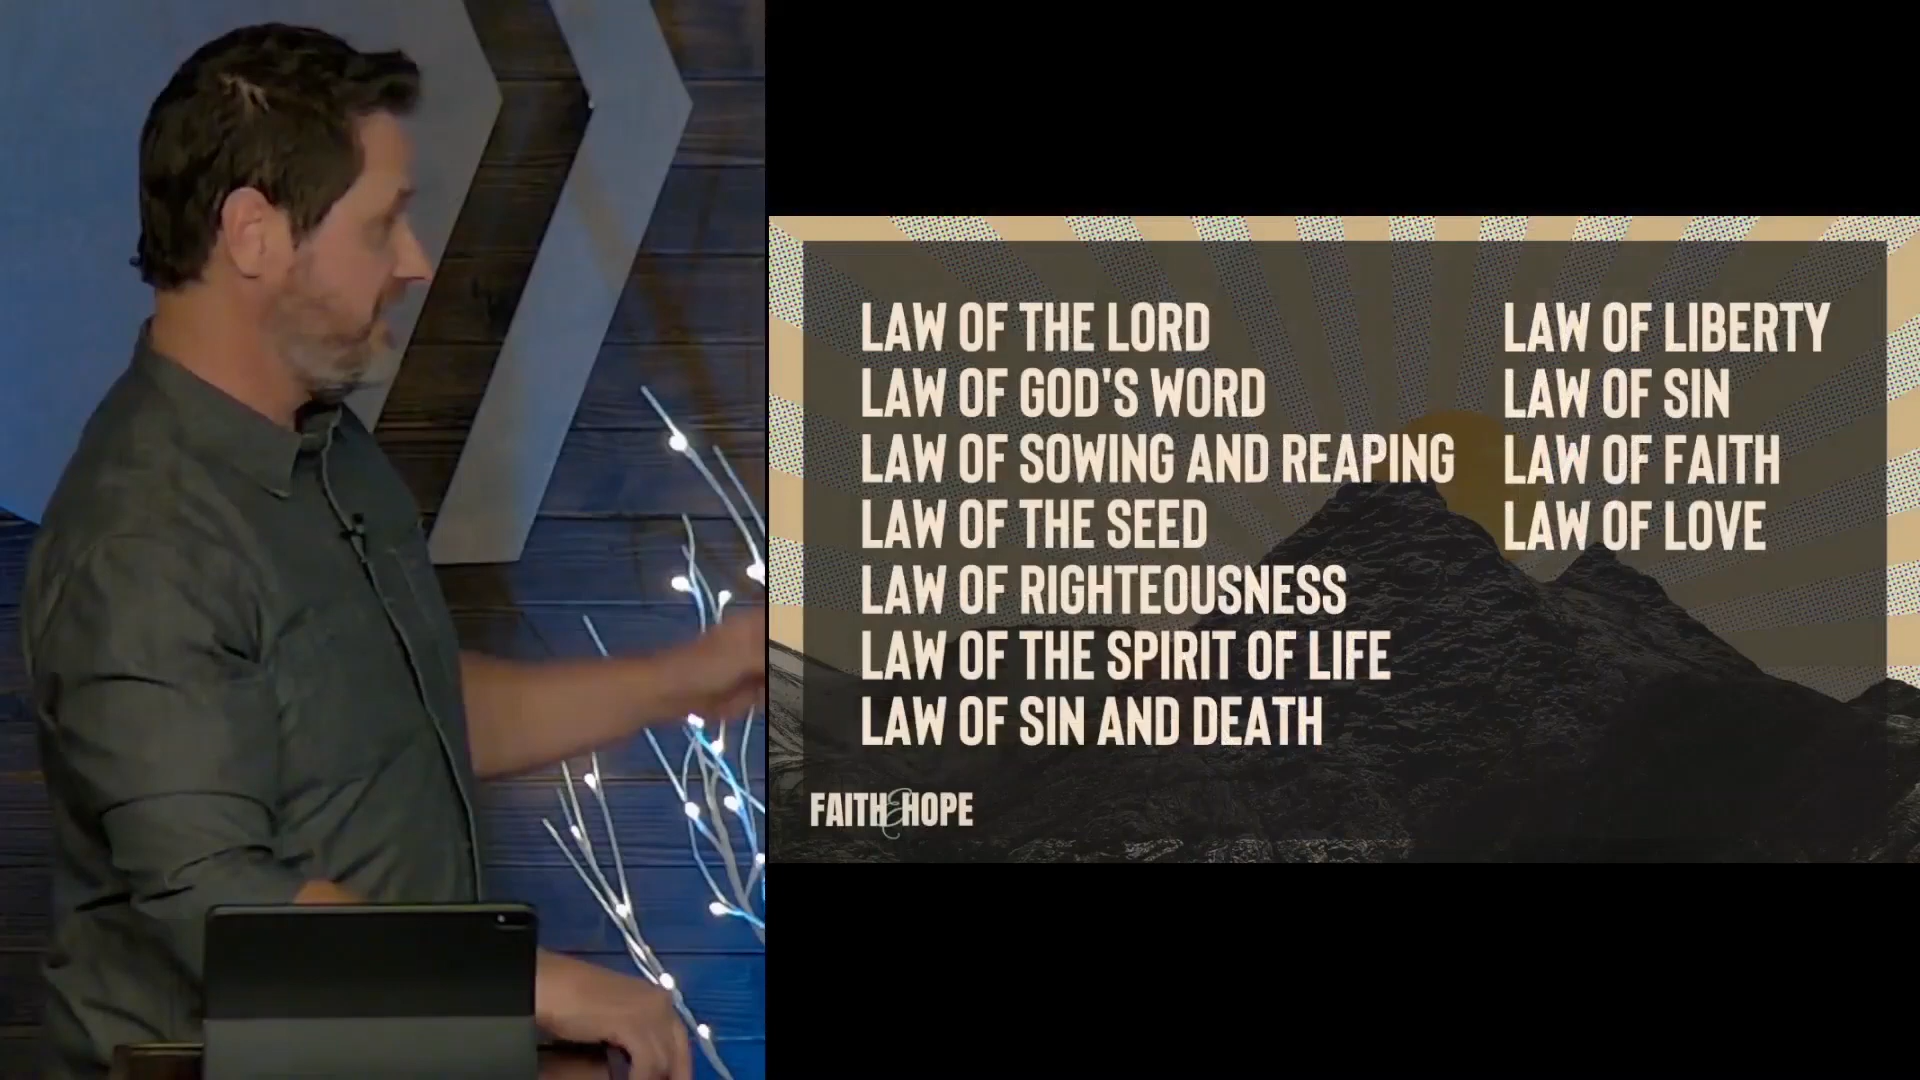 LAW OF THE LORD
LAW OF GOD'S WORD
LAW OF SOWING AND REAPING
LAW OF THE SEED
LAW OF RIGHTEOUSNESS
LAW OF THE SPIRIT OF LIFE
LAW OF SIN AND DEATH
LAW OF LIBERTY
LAW OF SIN
LAW OF FAITH
LAW OF LOVE
FAITH & HOPE